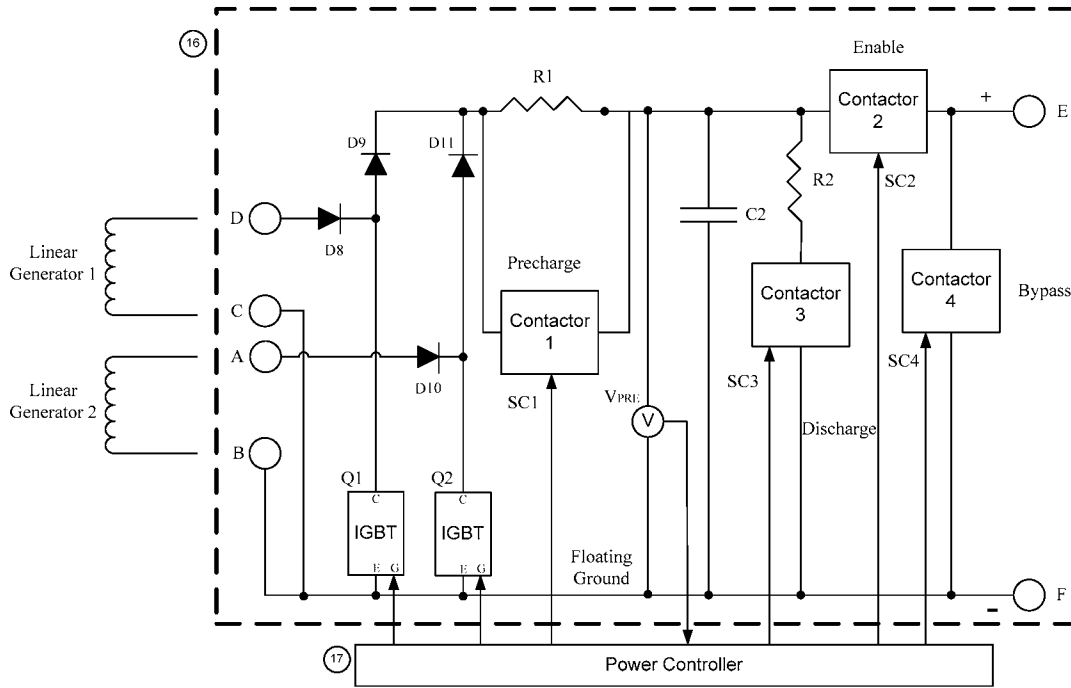 16
Enable
R1
Contactor
2
+
E
D9
D11
R2
SC2
D
D8
C2
Linear
Generator 1
Precharge
Contactor
1
Contactor
3
Contactor
4
Bypass
C
A
D10
SC1
SC3
SC4
Linear
Generator 2
VPRE
V
Discharge
B
Q1
Q2
C
IGBT
E G
C
IGBT
E G
Floating
Ground
F
-
17
Power Controller